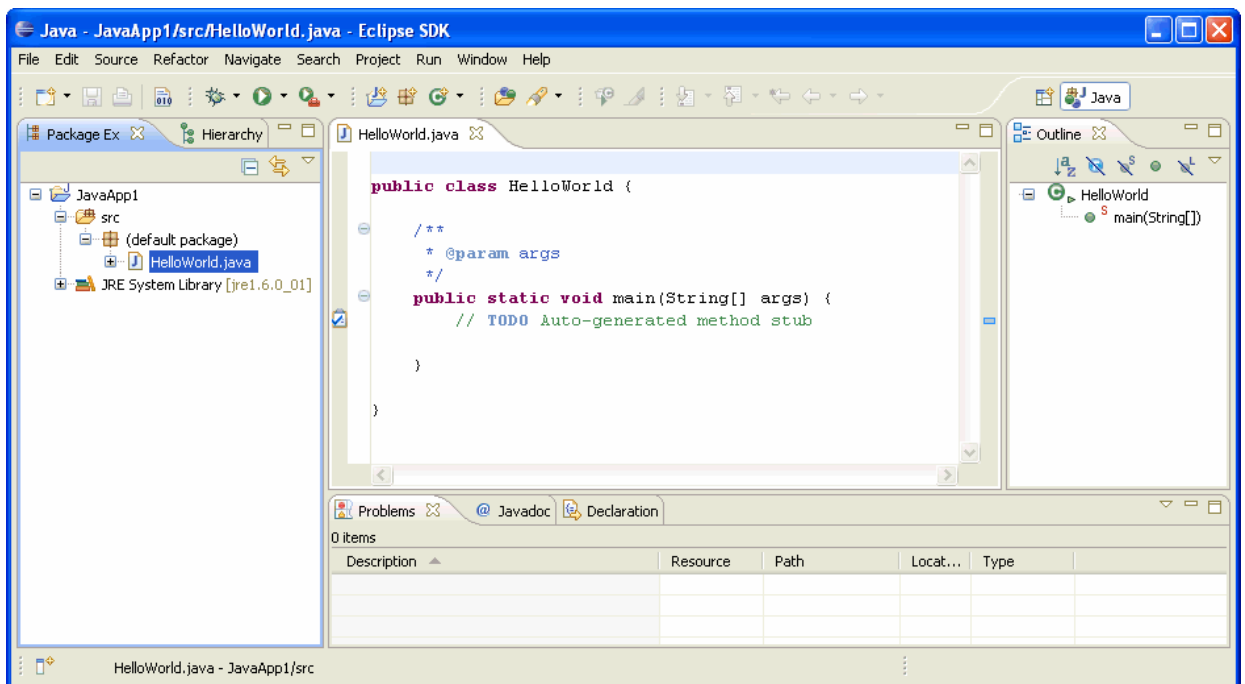 Java - JavaApp1/src/HelloWorld.java - Eclipse SDK
File Edit Source Refactor Navigate Search Project Run Window Help
Java
Package Ex Hierarchy
HelloWorld.java
Outline
JavaApp1
src
(default package)
HelloWorld.java
JRE System Library [jre1.6.0_01]
public class HelloWorld {
/**
* @param args
*/
public static void main(String[] args) {
// TODO Auto-generated method stub
}
}
HelloWorld
main(String[])
Problems @ Javadoc Declaration
0 items
Description Resource Path Locat... Type
HelloWorld.java - JavaApp1/src